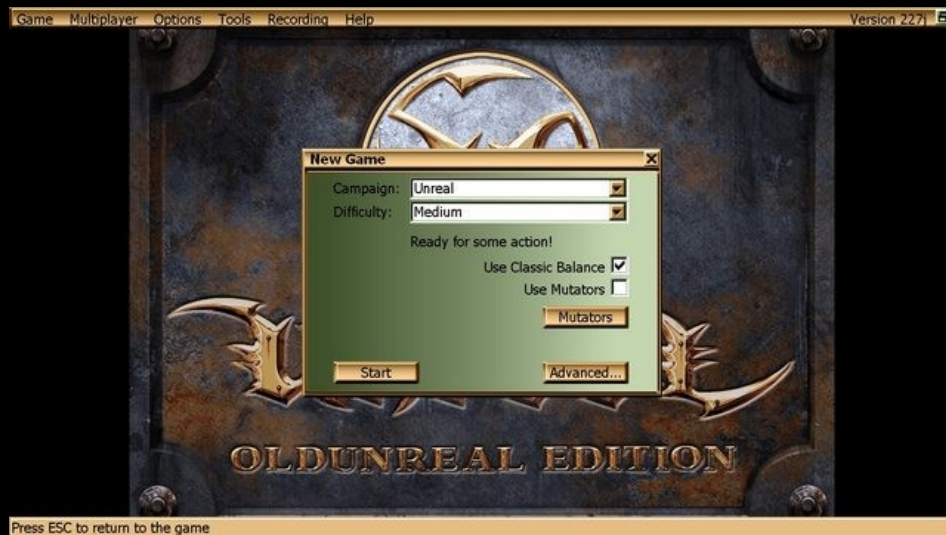 Game Multiplayer Options Tools Recording Help Version 227j
New Game
Campaign: Unreal
Difficulty: Medium
Ready for some action!
Use Classic Balance
Use Mutators
Mutators
Start Advanced...
OLDUNREAL EDITION
Press ESC to return to the game